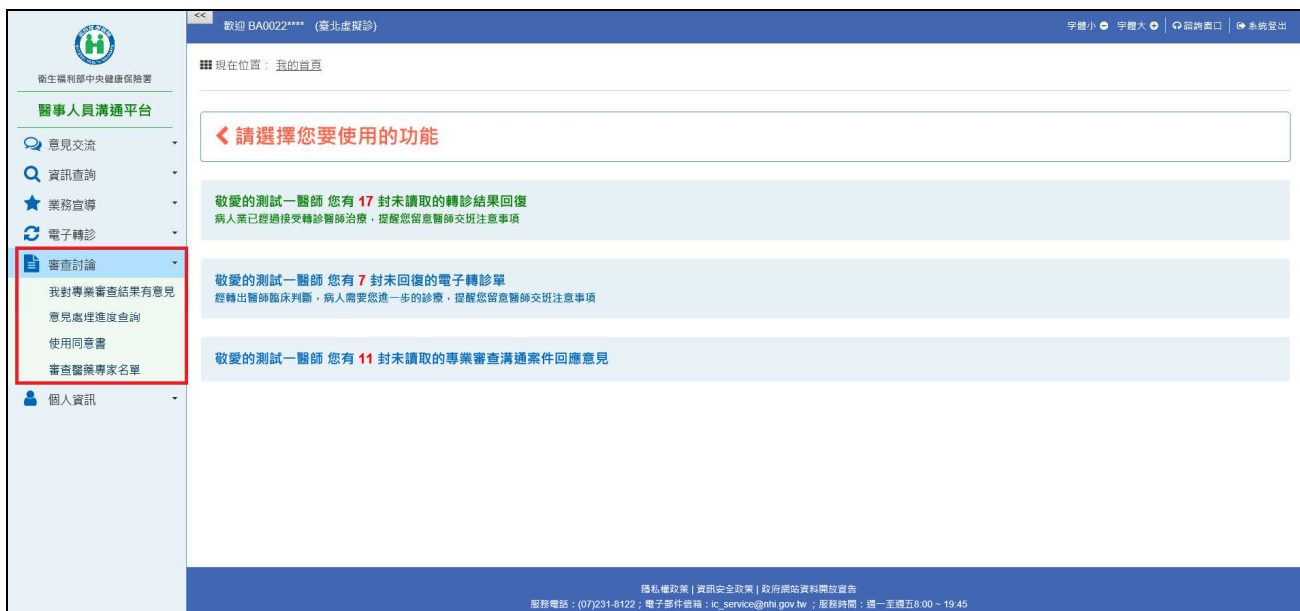 <<
歡迎 BA0022**** (臺北虛擬診)
字體小 字體大 諮詢窗口 系統登出
衛生福利部中央健康保險署
醫事人員溝通平台
意見交流
資訊查詢
業務宣導
電子轉診
審查討論
我對專業審查結果有意見
意見處理進度查詢
使用同意書
審查醫藥專家名單
個人資訊
現在位置： 我的首頁
請選擇您要使用的功能
敬愛的測試一醫師 您有 17 封未讀取的轉診結果回復
病人業已經過接受轉診醫師治療，提醒您留意醫師交班注意事項
敬愛的測試一醫師 您有 7 封未回復的電子轉診單
經轉出醫師臨床判斷，病人需要您進一步的診療，提醒您留意醫師交班注意事項
敬愛的測試一醫師 您有 11 封未讀取的專業審查溝通案件回應意見
隱私權政策 | 資訊安全政策 | 政府網站資料開放宣告
服務電話：(07)231-8122；電子郵件信箱：ic_service@nhi.gov.tw ；服務時間：週一至週五8:00 ~ 19:45